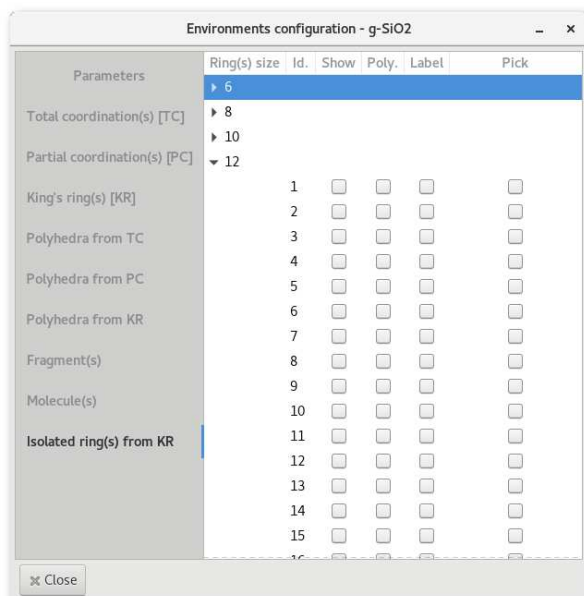 Environments configuration - g-SiO2
Parameters
Total coordination(s) [TC]
Partial coordination(s) [PC]
King's ring(s) [KR]
Polyhedra from TC
Polyhedra from PC
Polyhedra from KR
Fragment(s)
Molecule(s)
Isolated ring(s) from KR
Ring(s) size Id. Show Poly. Label Pick
6
8
10
12
1
2
3
4
5
6
7
8
9
10
11
12
13
14
15
Close